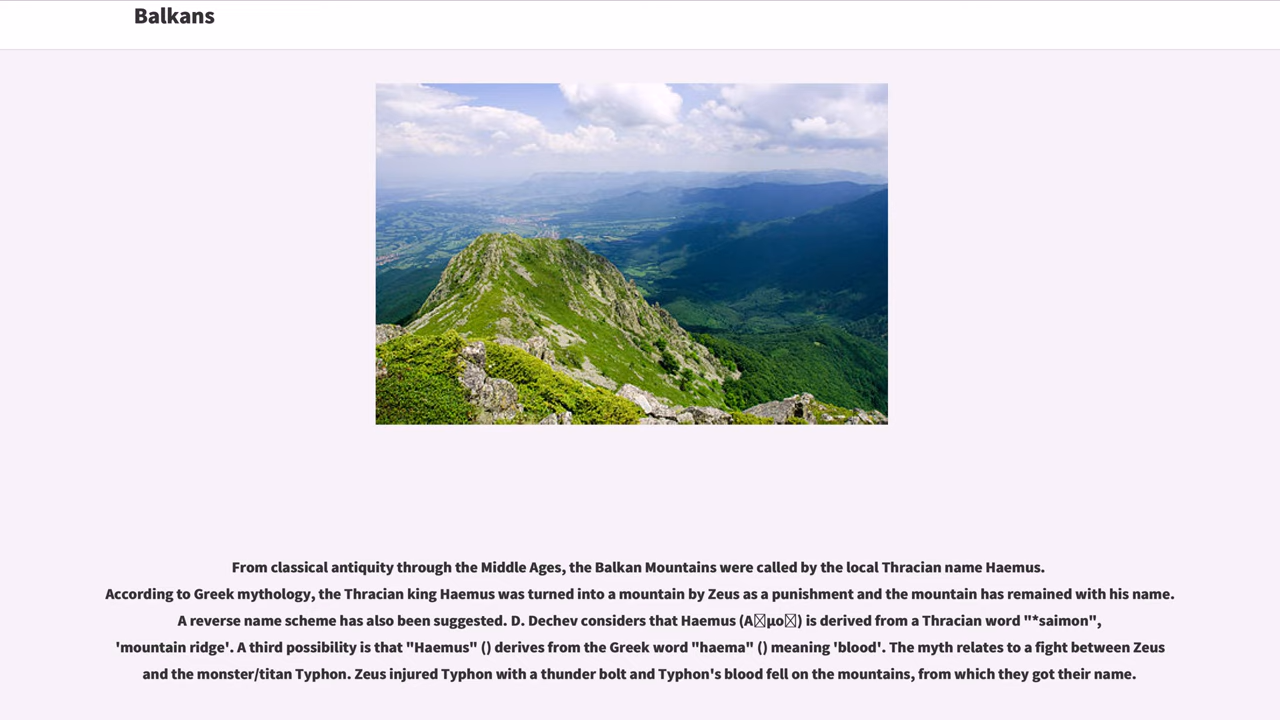 Balkans
From classical antiquity through the Middle Ages, the Balkan Mountains were called by the local Thracian name Haemus.
According to Greek mythology, the Thracian king Haemus was turned into a mountain by Zeus as a punishment and the mountain has remained with his name.
A reverse name scheme has also been suggested. D. Dechev considers that Haemus (Α΢μο΢) is derived from a Thracian word "*saimon",
'mountain ridge'. A third possibility is that "Haemus" () derives from the Greek word "haema" () meaning 'blood'. The myth relates to a fight between Zeus
and the monster/titan Typhon. Zeus injured Typhon with a thunder bolt and Typhon's blood fell on the mountains, from which they got their name.